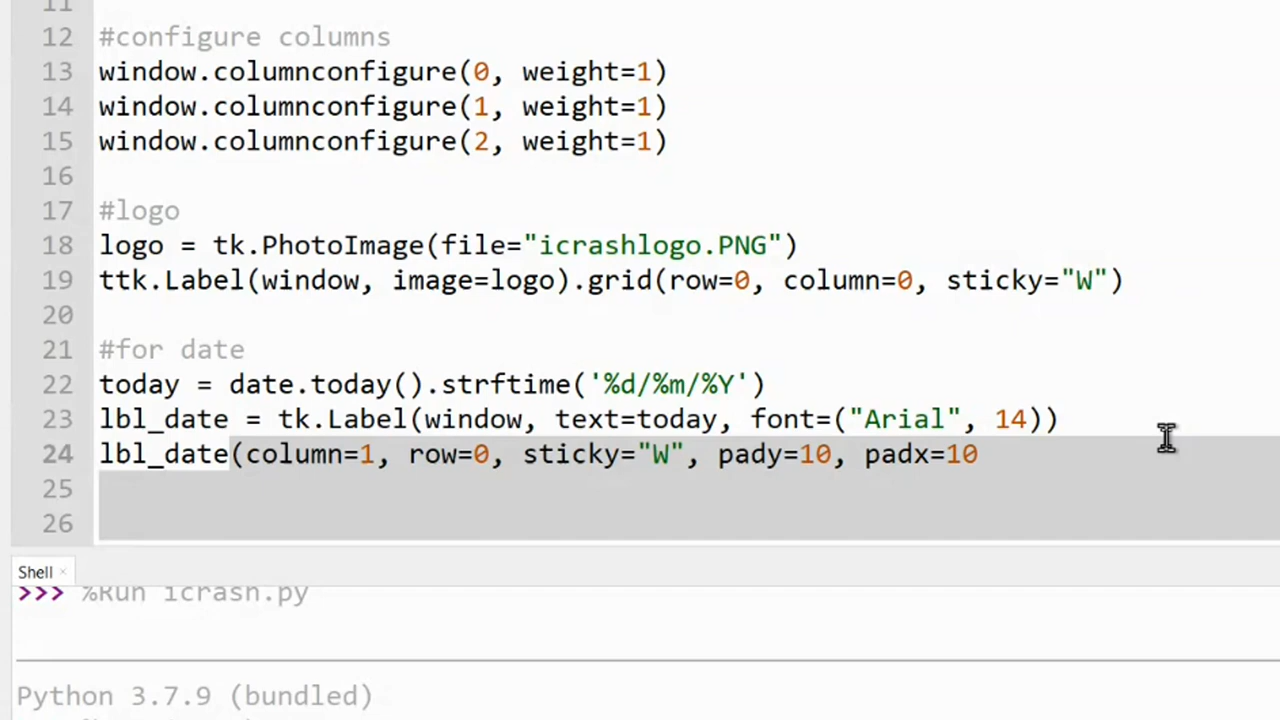 11
12 #configure columns
13 window.columnconfigure(0, weight=1)
14 window.columnconfigure(1, weight=1)
15 window.columnconfigure(2, weight=1)
16
17 #logo
18 logo = tk.PhotoImage(file="icrashlogo.PNG")
19 ttk.Label(window, image=logo).grid(row=0, column=0, sticky="W")
20
21 #for date
22 today = date.today().strftime('%d/%m/%Y')
23 lbl_date = tk.Label(window, text=today, font=("Arial", 14))
24 lbl_date(column=1, row=0, sticky="W", pady=10, padx=10
25
26
Shell ×
>>> %Run icrash.py
Python 3.7.9 (bundled)